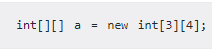 int[][] a = new int[3][4];